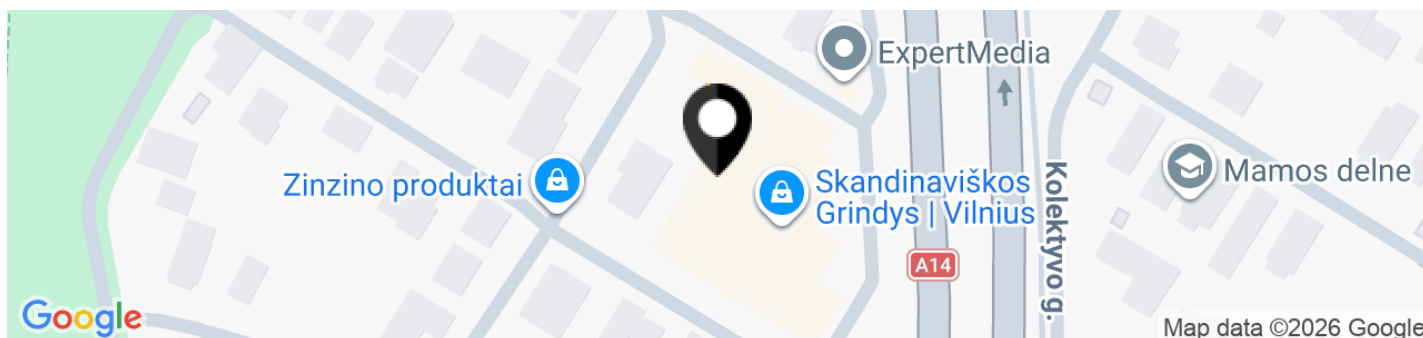 ExpertMedia
Zinzino produktai
Skandinaviškos
Grindys | Vilnius
Mamos delne
Kolektyvo g.
A14
Google
Map data ©2026 Google